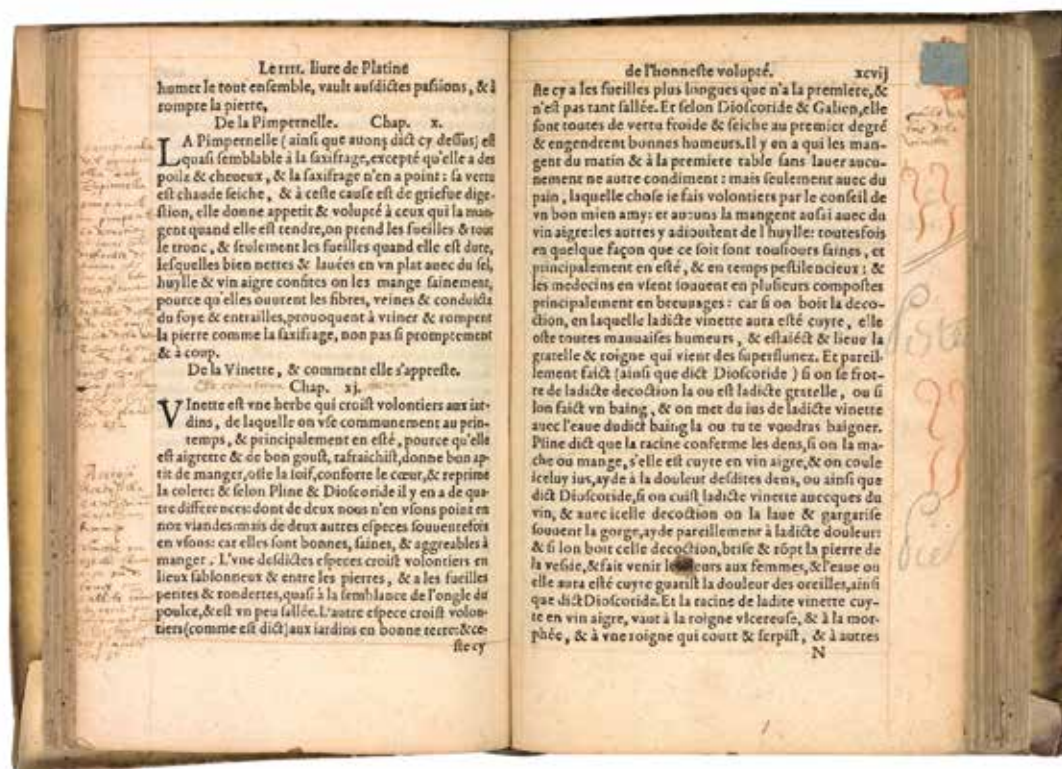 Le IIII. liure de Platine
humer le tout ensemble, vault ausdictes passions, & à
rompre la pierre,
De la Pimpernelle. Chap. x.
LA Pimpernelle (ainsi que auons dict cy dessus) est
quasi semblable à la saxifrage, excepté qu'elle a des
poilz & cheueux, & la saxifrage n'en a point : sa vertu
est chaude seiche, & à ceste cause est de griefue dige-
stion, elle donne appetit & volupté à ceux qui la man-
gent quand elle est tendre, on prend les fueilles & tout
le tronc, & seulement les fueilles quand elle est dure,
lesquelles bien nettes & lauées en vn plat auec du sel,
huylle & vin aigre confites on les mange sainement,
pource qu'elles ouurent les fibres, veines & conduicts
du foye & entrailles, prouoquent à vriner & rompent
la pierre comme la saxifrage, non pas si promptement
& à coup.
De la Vinette, & comment elle s'appreste.
Chap. xj.
VInette est vne herbe qui croist volontiers aux iar-
dins, de laquelle on vse communement au prin-
temps, & principalement en esté, pource qu'elle
est aigrette & de bon goust, rafraichist, donne bon ap-
tit de manger, oste la soif, conforte le cœur, & reprime
la colere: & selon Pline & Dioscoride il y en a de qua-
tre differences: dont de deux nous n'en vsons point en
noz viandes: mais de deux autres especes souuentefois
en vsons: car elles sont bonnes, saines, & aggreables à
manger. L'vne desdictes especes croist volontiers en
lieux sablonneux & entre les pierres, & a les fueilles
petites & rondettes, quasi à la semblance de l'ongle du
poulce, & est vn peu sallée. L'autre espece croist volon-
tiers (comme est dict) aux iardins en bonne terre: & ce-
ste cy
de l'honneste volupté. xcvij
ste cy a les fueilles plus longues que n'a la premiere, &
n'est pas tant sallée. Et selon Dioscoride & Galien, elle
sont toutes de vertu froide & seiche au premier degré
& engendrent bonnes humeurs. Il y en a qui les man-
gent du matin & à la premiere table sans lauer aucu-
nement ne autre condiment : mais seulement auec du
pain, laquelle chose ie fais volontiers par le conseil de
vn bon mien amy: et aucuns la mangent aussi auec du
vin aigre: les autres y adioustent de l'huylle: toutesfois
en quelque façon que ce soit sont tousiours saines, et
principalement en esté, & en temps pestilencieux : &
les medecins en vsent souuent en plusieurs compostes
principalement en breuuages : car si on boit la deco-
ction, en laquelle ladicte vinette aura esté cuyte, elle
oste toutes mauuaises humeurs, & estaiéct & lieue la
gratelle & roigne qui vient des superflunez. Et pareil-
lement faict (ainsi que dict Dioscoride) si on se frot-
te de ladicte decoction la ou est ladicte gratelle, ou si
lon faict vn baing, & on met du ius de ladicte vinette
auec l'eaue dudict baing la ou tu te voudras baigner.
Pline dict que la racine conferme les dens, si on la ma-
che ou mange, s'elle est cuyte en vin aigre, & on coule
iceluy ius, ayde à la douleur desdites dens, ou ainsi que
dict Dioscoride, si on cuist ladicte vinette auecques du
vin, & auec icelle decoction on la laue & gargarise
souuent la gorge, ayde pareillement à ladicte douleur:
& si lon boit celle decoction, brise & rõpt la pierre de
la vessie, & fait venir les fleurs aux femmes, & l'eaue ou
elle aura esté cuyte guarist la douleur des oreilles, ainsi
que dict Dioscoride. Et la racine de ladite vinette cuy-
te en vin aigre, vaut à la roigne vlcereuse, & à la mor-
phée, & à vne roigne qui court & serpist, & à autres
N